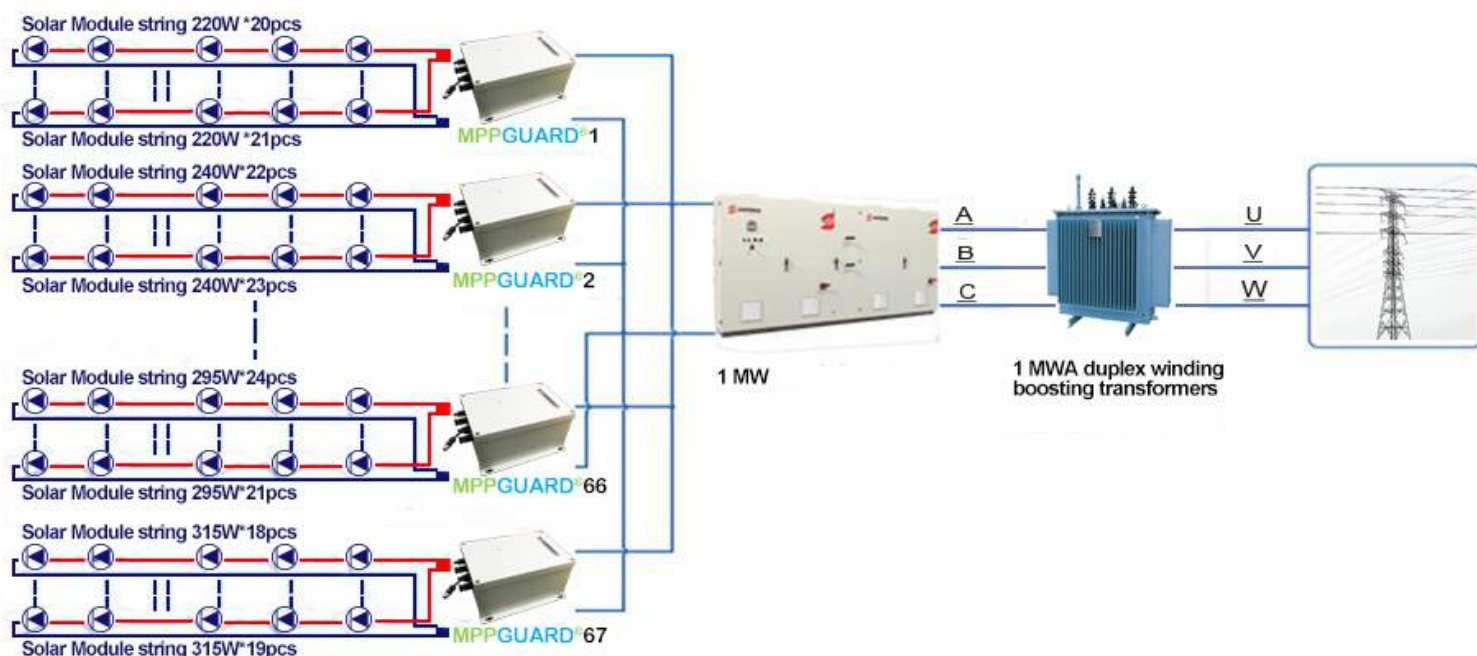 Solar Module string 220W *20pcs
Solar Module string 220W *21pcs
MPPGUARD®1
Solar Module string 240W*22pcs
Solar Module string 240W*23pcs
MPPGUARD®2
Solar Module string 295W*24pcs
Solar Module string 295W*21pcs
MPPGUARD®66
Solar Module string 315W*18pcs
Solar Module string 315W*19pcs
MPPGUARD®67
1 MW
A
B
C
1 MWA duplex winding
boosting transformers
U
V
W